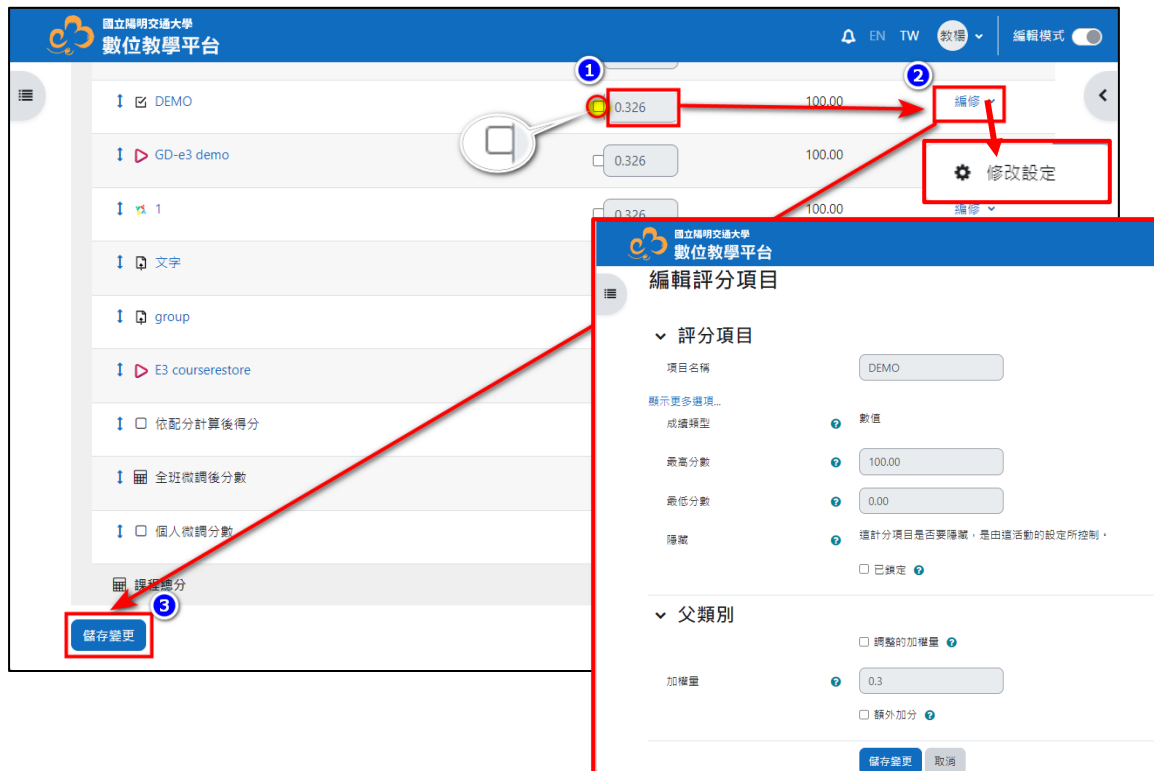 國立陽明交通大學
數位教學平台
EN TW 教楊 編輯模式
1 2
DEMO 0.326 100.00 編修
GD-e3 demo 0.326 100.00
修改設定
1 0.326 100.00 編修
文字
group
E3 courserestore
依配分計算後得分
全班微調後分數
個人微調分數
課程總分
3
儲存變更
國立陽明交通大學
數位教學平台
編輯評分項目
評分項目
項目名稱 DEMO
顯示更多選項...
成績類型 數值
最高分數 100.00
最低分數 0.00
隱藏 這計分項目是否要隱藏，是由這活動的設定所控制。
已鎖定
父類別
調整的加權量
加權量 0.3
額外加分
儲存變更 取消